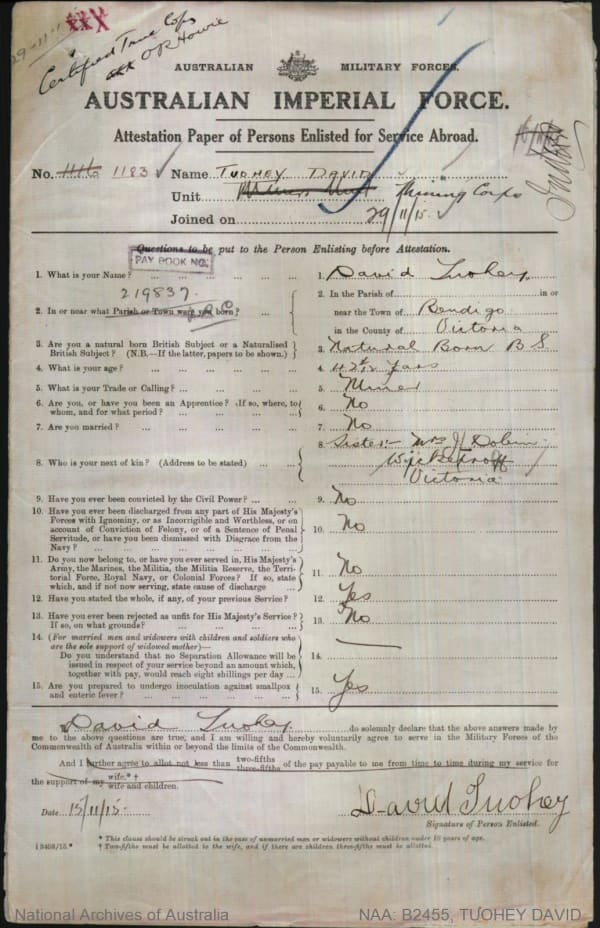 29-11-15 XXX
Certified True Copy
O R Howie
AUSTRALIAN MILITARY FORCES.
AUSTRALIAN IMPERIAL FORCE.
Attestation Paper of Persons Enlisted for Service Abroad.
No. 1116 1183 Name TUOHEY DAVID
Unit Mining Corps
Joined on 29/11/15
Questions to be put to the Person Enlisting before Attestation.
PAY BOOK NO.
219837.
1. What is your Name? ... 1. David Tuohey
2. In or near what Parish or Town were you born? ... 2. In the Parish of in or
near the Town of Bendigo
in the County of Victoria
3. Are you a natural born British Subject or a Naturalised
British Subject? (N.B.—If the latter, papers to be shown.) 3. Natural Born B S
4. What is your age? ... 4. 42 Years
5. What is your Trade or Calling? ... 5. Miner
6. Are you, or have you been an Apprentice? If so, where, to
whom, and for what period? ... 6. No
7. Are you married? ... 7. No
8. Who is your next of kin? (Address to be stated) ... 8. Sister:- Mrs J
Victoria
9. Have you ever been convicted by the Civil Power? ... 9. No
10. Have you ever been discharged from any part of His Majesty's
Forces with Ignominy, or as Incorrigible and Worthless, or on
account of Conviction of Felony, or of a Sentence of Penal
Servitude, or have you been Dismissed with Disgrace from the
Navy? ... 10. No
11. Do you now belong to, or have you ever served in, His Majesty's
Army, the Marines, the Militia, the Militia Reserve, the Terri-
torial Force, Royal Navy, or Colonial Forces? If so, state
which, and if not now serving, state cause of discharge ... 11. No
12. Have you stated the whole, if any, of your previous Service? 12. Yes
13. Have you ever been rejected as unfit for His Majesty's Service?
If so, on what grounds? ... 13. No
14. (For married men and widowers with children and soldiers who
are the sole support of widowed mother)—
Do you understand that no Separation Allowance will be
issued in respect of your service beyond an amount which,
together with pay, would reach eight shillings per day ... 14. —
15. Are you prepared to undergo inoculation against smallpox
and enteric fever? ... 15. Yes
I, David Tuohey do solemnly declare that the above answers made by
me to the above questions are true, and I am willing and hereby voluntarily agree to serve in the Military Forces of the
Commonwealth of Australia within or beyond the limits of the Commonwealth.
And I further agree to allot not less than two-fifths three-fifths of the pay payable to me from time to time during my service for
the support of my wife.*† wife and children.
Date 15/11/15. David Tuohey
Signature of Person Enlisted.
* This clause should be struck out in the case of unmarried men or widowers without children under 18 years of age.
† Two-fifths must be allotted to the wife, and if there are children three-fifths must be allotted.
National Archives of Australia NAA: B2455, TUOHEY DAVID